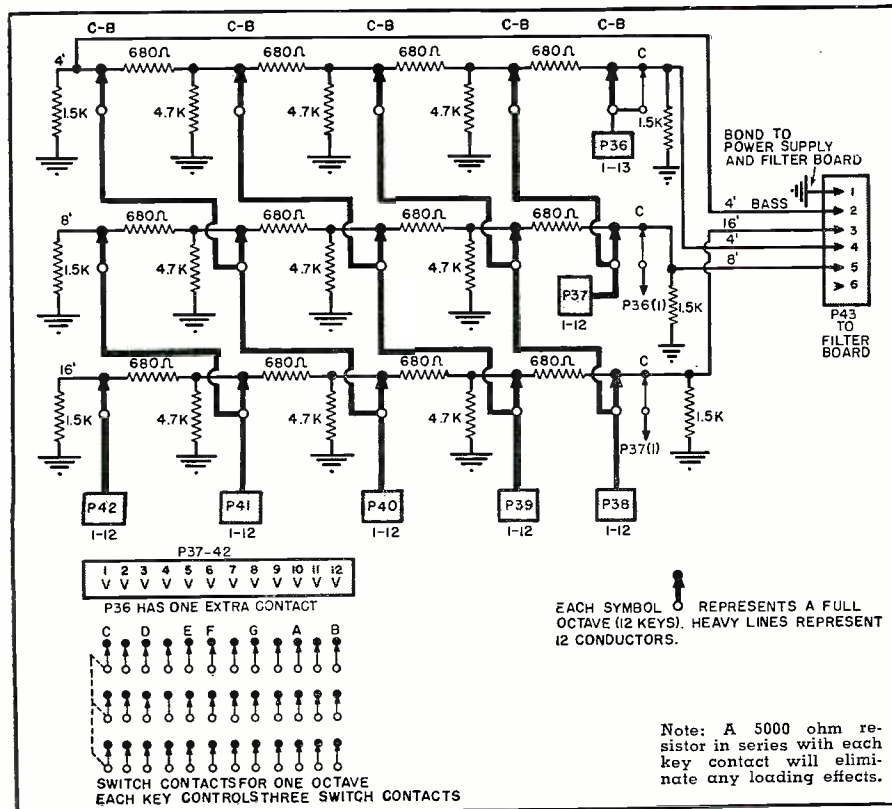 C-B C-B C-B C-B
4' 680Ω 680Ω 680Ω 680Ω C
1.5K 4.7K 4.7K 4.7K 4.7K 1.5K
P36
1-13
BOND TO
POWER SUPPLY
AND FILTER BOARD
4' BASS
16'
4'
8'
1
2
3
4
5
6
P43
TO
FILTER
BOARD
8' 680Ω 680Ω 680Ω 680Ω C
1.5K 4.7K 4.7K 4.7K 4.7K
P37
1-12
P36(1)
1.5K
16' 680Ω 680Ω 680Ω 680Ω C
1.5K 4.7K 4.7K 4.7K 4.7K 1.5K
P37(1)
P42 P41 P40 P39 P38
1-12 1-12 1-12 1-12 1-12
P37-42
1 2 3 4 5 6 7 8 9 10 11 12
P36 HAS ONE EXTRA CONTACT
C D E F G A B
SWITCH CONTACTS FOR ONE OCTAVE
EACH KEY CONTROLS THREE SWITCH CONTACTS
EACH SYMBOL REPRESENTS A FULL
OCTAVE (12 KEYS). HEAVY LINES REPRESENT
12 CONDUCTORS.
Note: A 5000 ohm re-
sistor in series with each
key contact will elimi-
nate any loading effects.